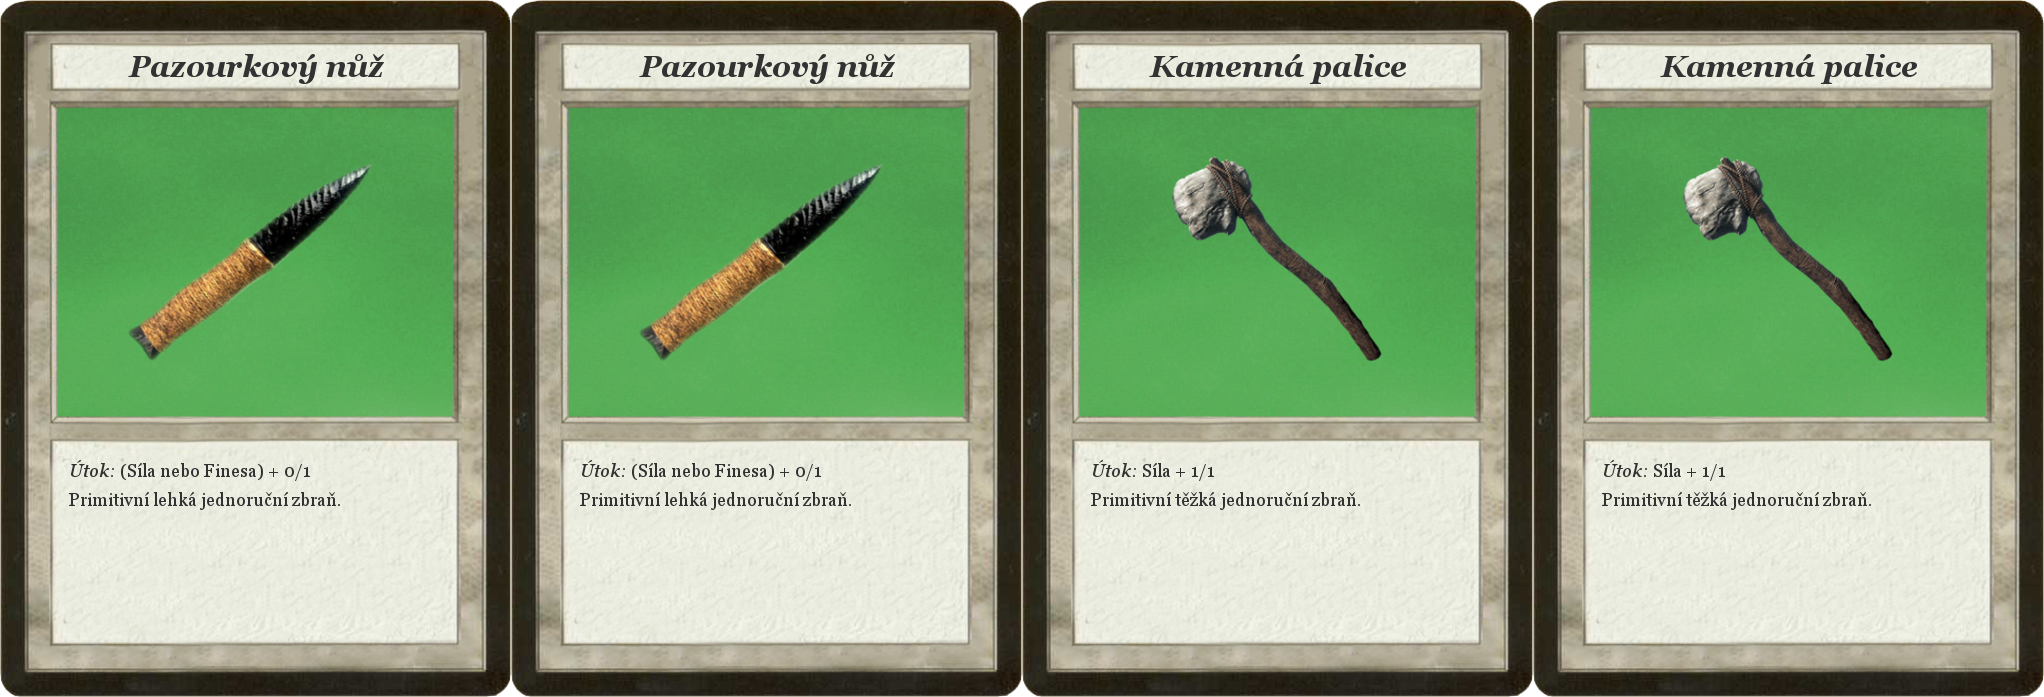 Pazourkový nůž
Útok: (Síla nebo Finesa) + 0/1
Primitivní lehká jednoruční zbraň.
Pazourkový nůž
Útok: (Síla nebo Finesa) + 0/1
Primitivní lehká jednoruční zbraň.
Kamenná palice
Útok: Síla + 1/1
Primitivní těžká jednoruční zbraň.
Kamenná palice
Útok: Síla + 1/1
Primitivní těžká jednoruční zbraň.